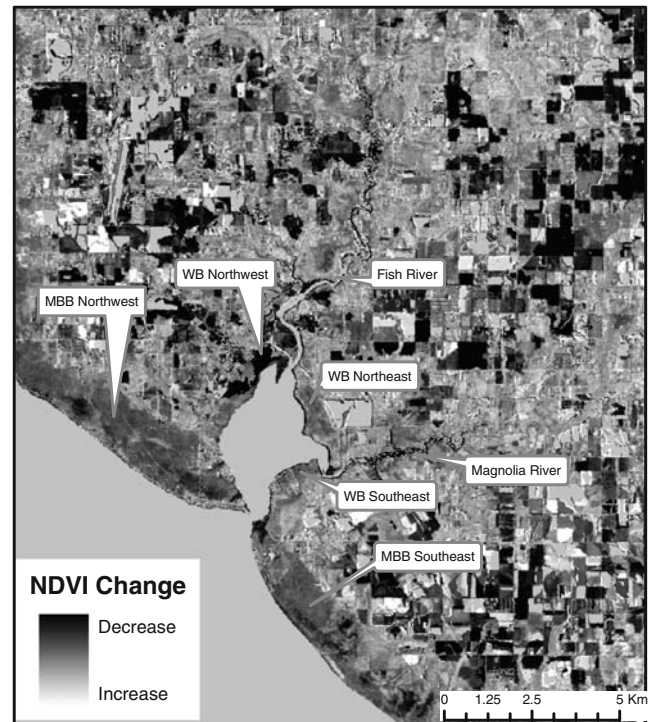 WB Northwest
Fish River
MBB Northwest
WB Northeast
Magnolia River
WB Southeast
MBB Southeast
NDVI Change
Decrease
Increase
0 1.25 2.5 5 Km